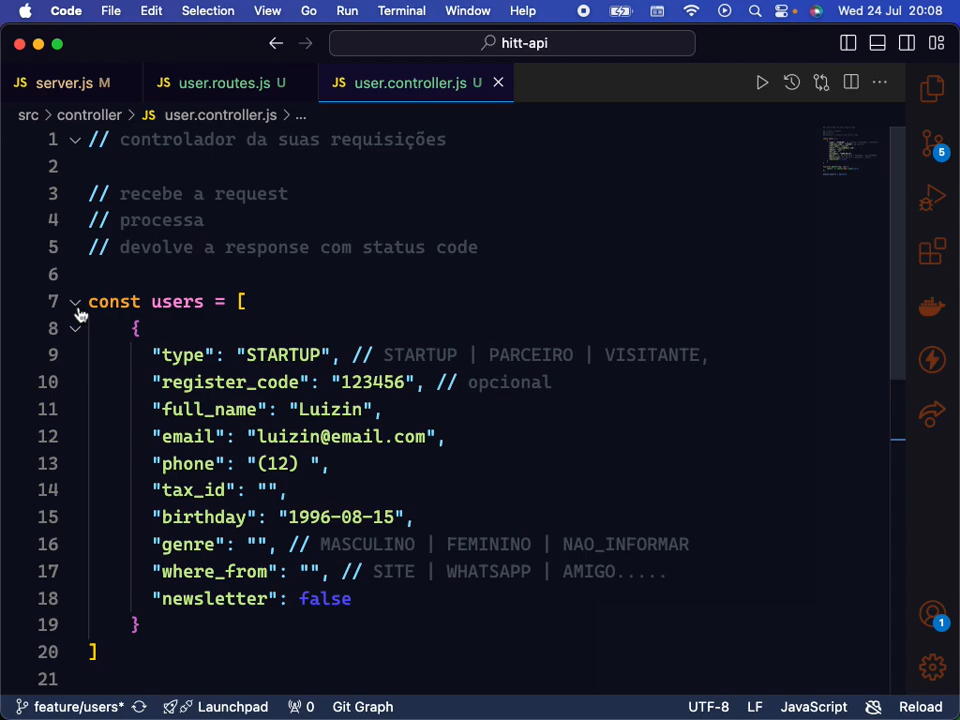 Code File Edit Selection View Go Run Terminal Window Help Wed 24 Jul 20:08
hitt-api
JS server.js M JS user.routes.js U JS user.controller.js U
src > controller > JS user.controller.js > ...
1 // controlador da suas requisições
2
3 // recebe a request
4 // processa
5 // devolve a response com status code
6
7 const users = [
8 {
9 "type": "STARTUP", // STARTUP | PARCEIRO | VISITANTE,
10 "register_code": "123456", // opcional
11 "full_name": "Luizin",
12 "email": "luizin@email.com",
13 "phone": "(12) ",
14 "tax_id": "",
15 "birthday": "1996-08-15",
16 "genre": "", // MASCULINO | FEMININO | NAO_INFORMAR
17 "where_from": "", // SITE | WHATSAPP | AMIGO.....
18 "newsletter": false
19 }
20 ]
21
5
1
feature/users* Launchpad 0 Git Graph UTF-8 LF JavaScript Reload